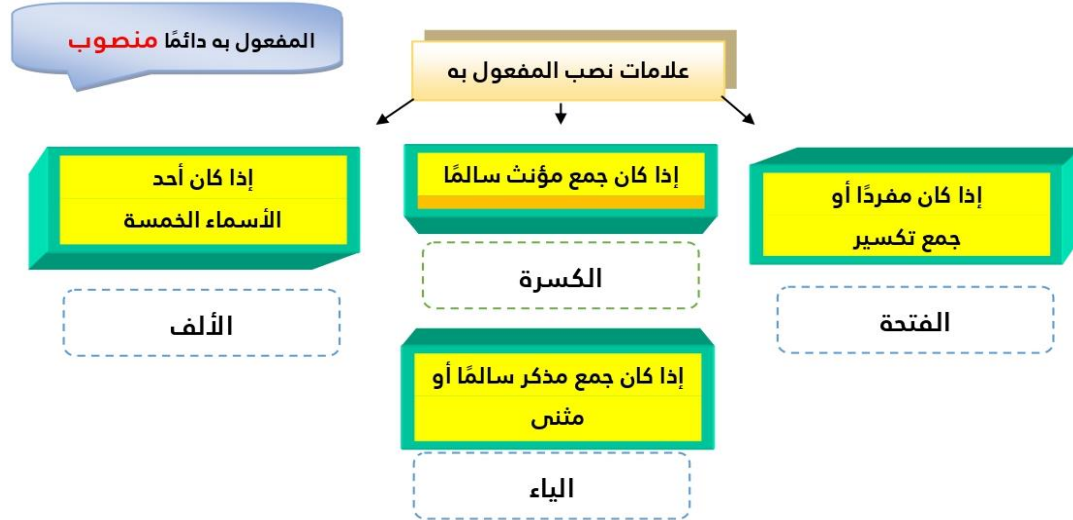 المفعول به دائمًا منصوب
علامات نصب المفعول به
إذا كان مفردًا أو
جمع تكسير
الفتحة
إذا كان جمع مؤنث سالمًا
الكسرة
إذا كان أحد
الأسماء الخمسة
الألف
إذا كان جمع مذكر سالمًا أو
مثنى
الياء